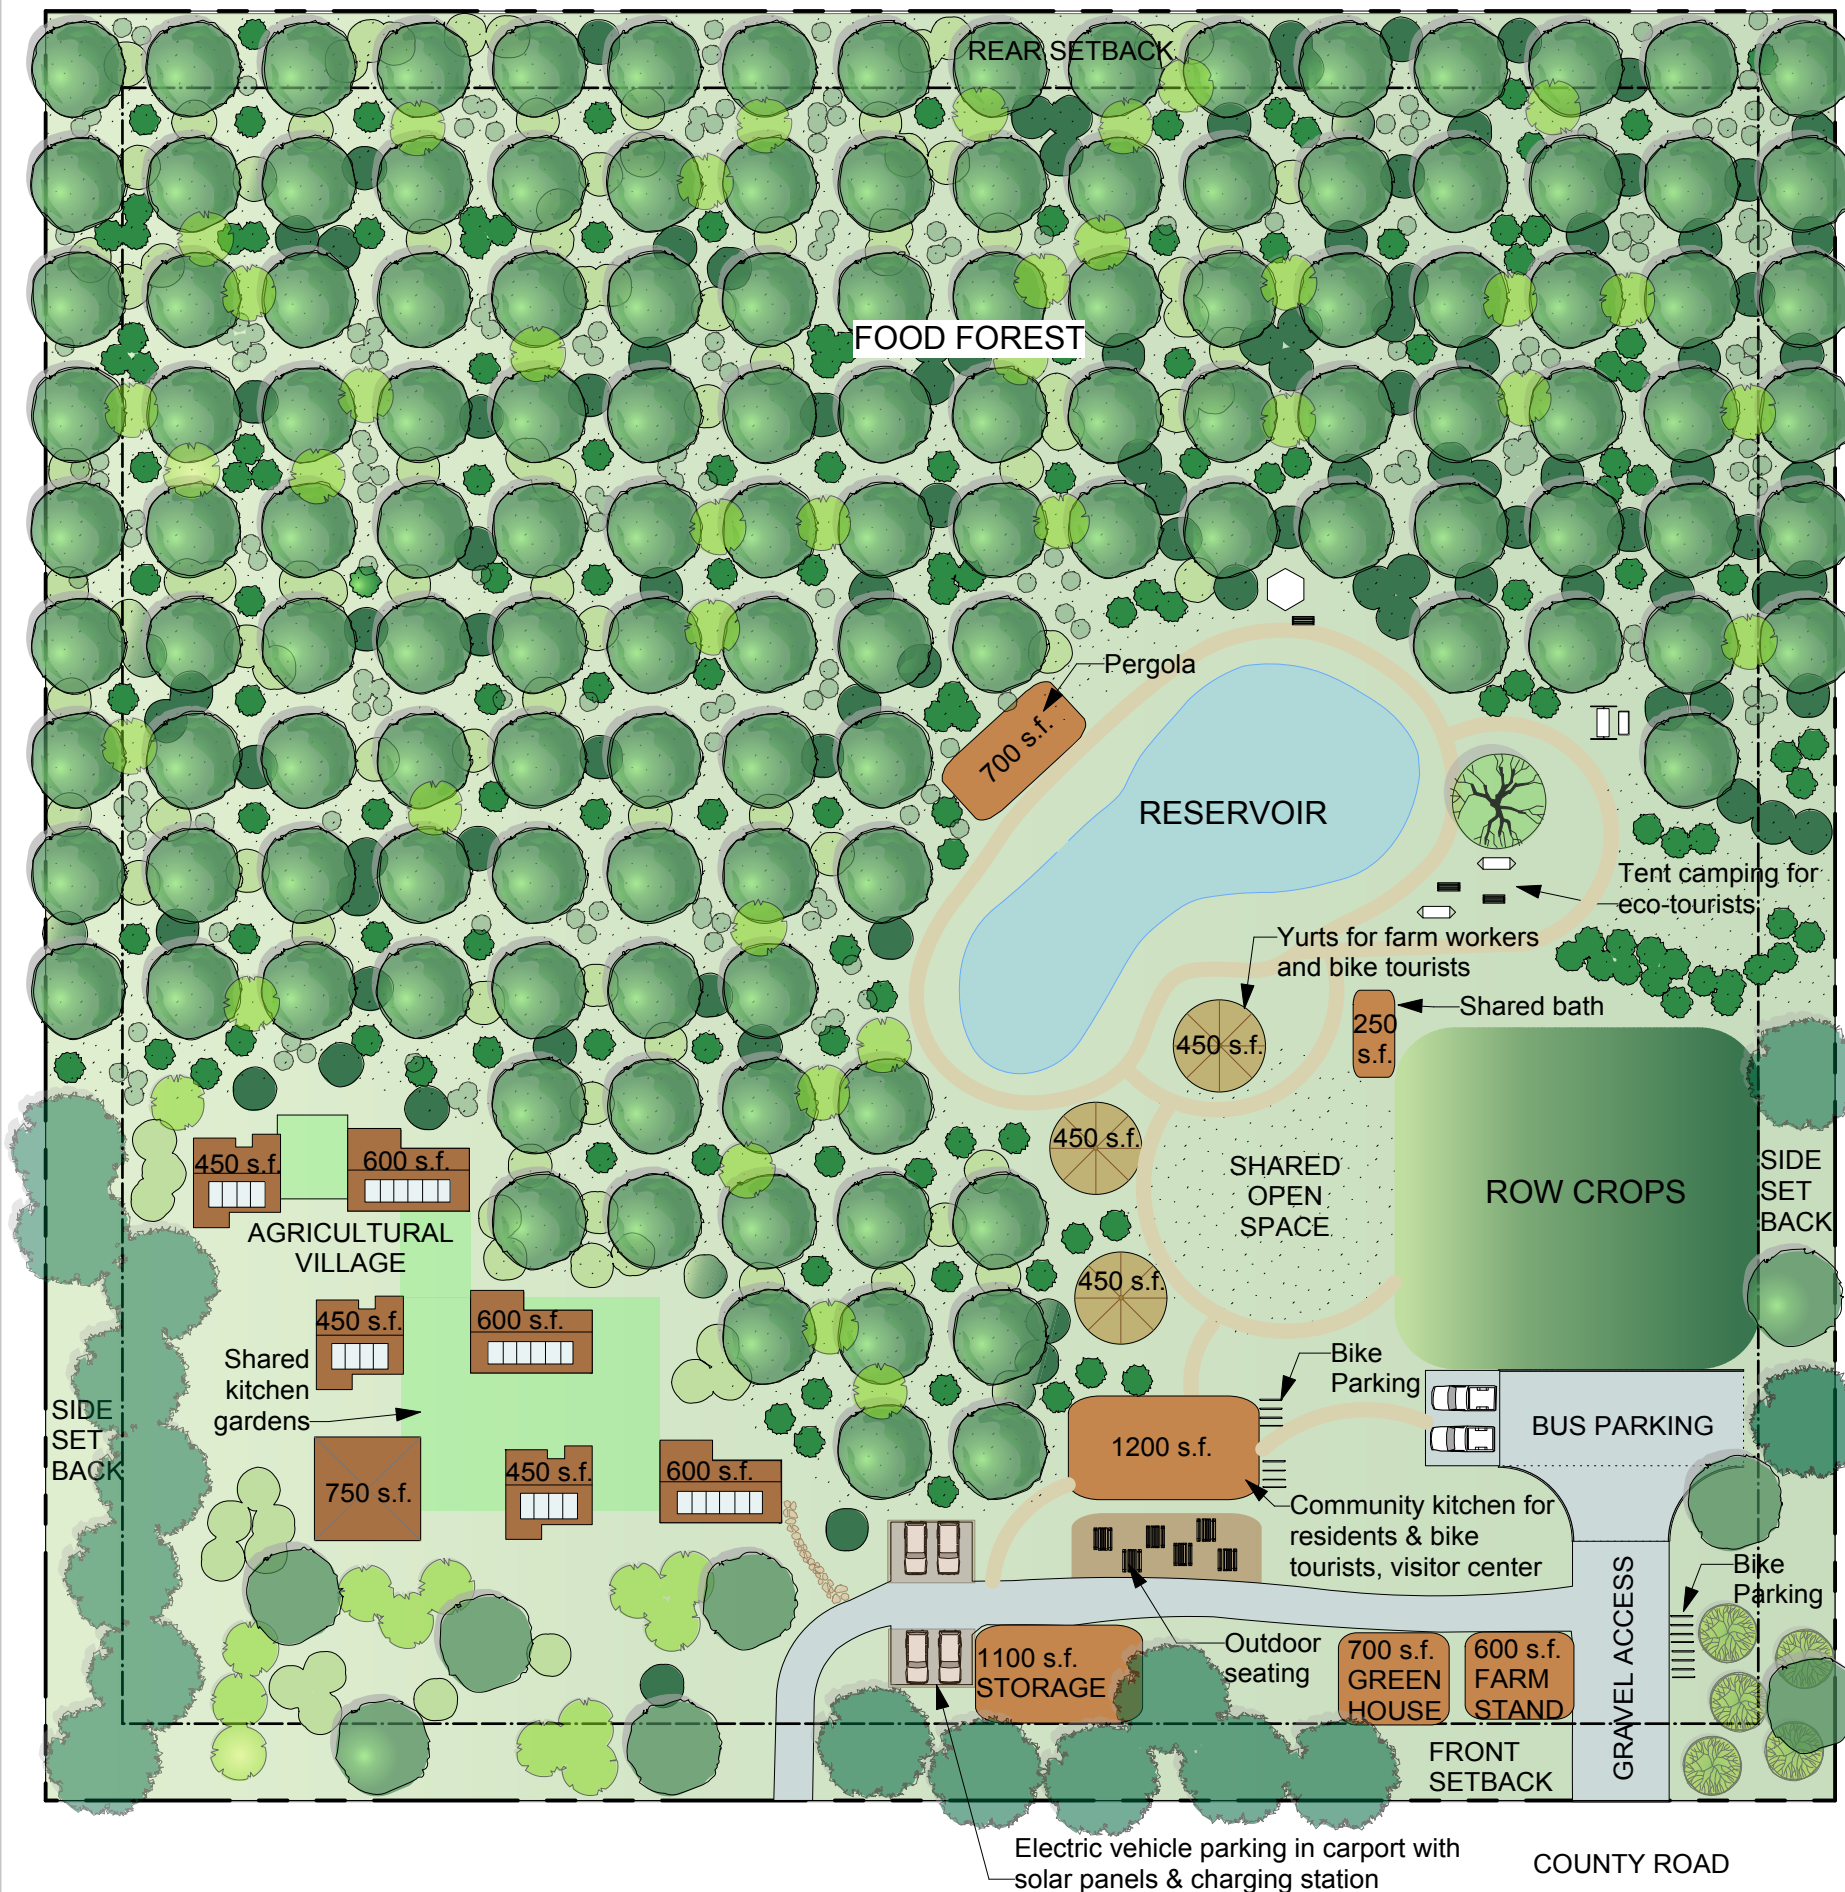 REAR SETBACK
FOOD FOREST
Pergola
700 s.f.
RESERVOIR
Tent camping for
eco-tourists
Yurts for farm workers
and bike tourists
Shared bath
450 s.f.
250
s.f.
450 s.f.
SHARED
OPEN
SPACE
ROW CROPS
SIDE
SET
BACK
450 s.f.
600 s.f.
AGRICULTURAL
VILLAGE
450 s.f.
450 s.f.
600 s.f.
Shared
kitchen
gardens
SIDE
SET
BACK
750 s.f.
450 s.f.
600 s.f.
Bike
Parking
1200 s.f.
BUS PARKING
Community kitchen for
residents & bike
tourists, visitor center
Bike
Parking
GRAVEL ACCESS
Outdoor
seating
1100 s.f.
STORAGE
700 s.f.
GREEN
HOUSE
600 s.f.
FARM
STAND
FRONT
SETBACK
Electric vehicle parking in carport with
solar panels & charging station
COUNTY ROAD